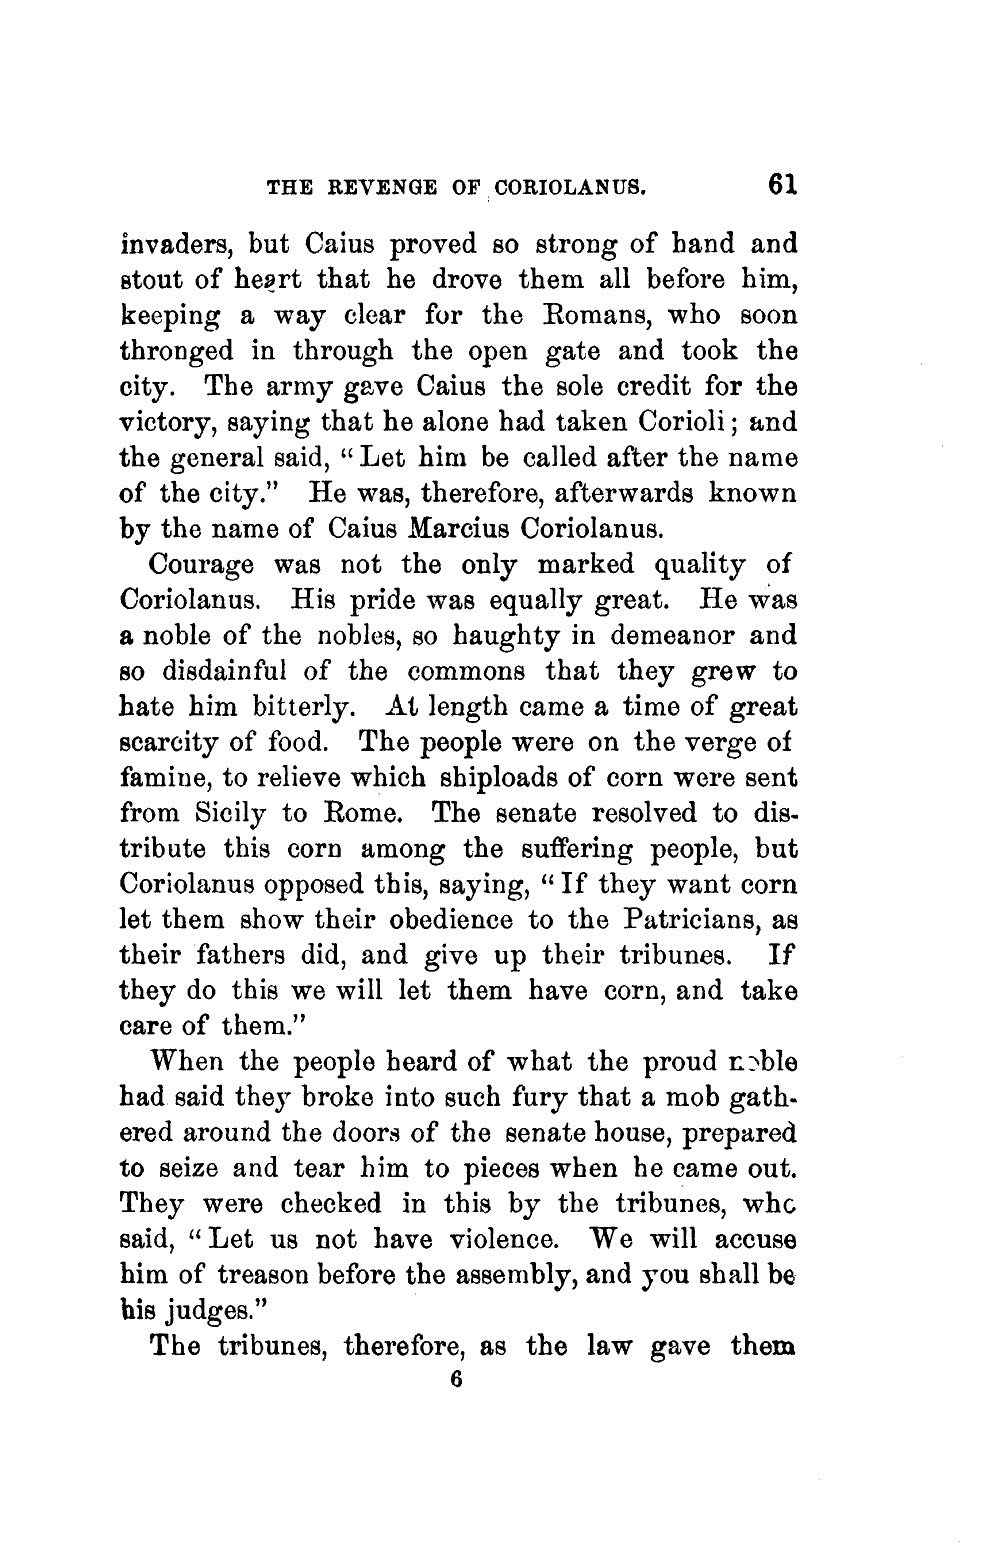 THE REVENGE OF CORIOLANUS. 61
invaders, but Caius proved so strong of hand and
stout of heart that he drove them all before him,
keeping a way clear for the Romans, who soon
thronged in through the open gate and took the
city. The army gave Caius the sole credit for the
victory, saying that he alone had taken Corioli; and
the general said, “Let him be called after the name
of the city.” He was, therefore, afterwards known
by the name of Caius Marcius Coriolanus.
Courage was not the only marked quality of
Coriolanus. His pride was equally great. He was
a noble of the nobles, so haughty in demeanor and
so disdainful of the commons that they grew to
hate him bitterly. At length came a time of great
scarcity of food. The people were on the verge of
famine, to relieve which shiploads of corn were sent
from Sicily to Rome. The senate resolved to dis-
tribute this corn among the suffering people, but
Coriolanus opposed this, saying, “If they want corn
let them show their obedience to the Patricians, as
their fathers did, and give up their tribunes. If
they do this we will let them have corn, and take
care of them.”
When the people heard of what the proud noble
had said they broke into such fury that a mob gath-
ered around the doors of the senate house, prepared
to seize and tear him to pieces when he came out.
They were checked in this by the tribunes, who
said, “Let us not have violence. We will accuse
him of treason before the assembly, and you shall be
his judges.”
The tribunes, therefore, as the law gave them
6